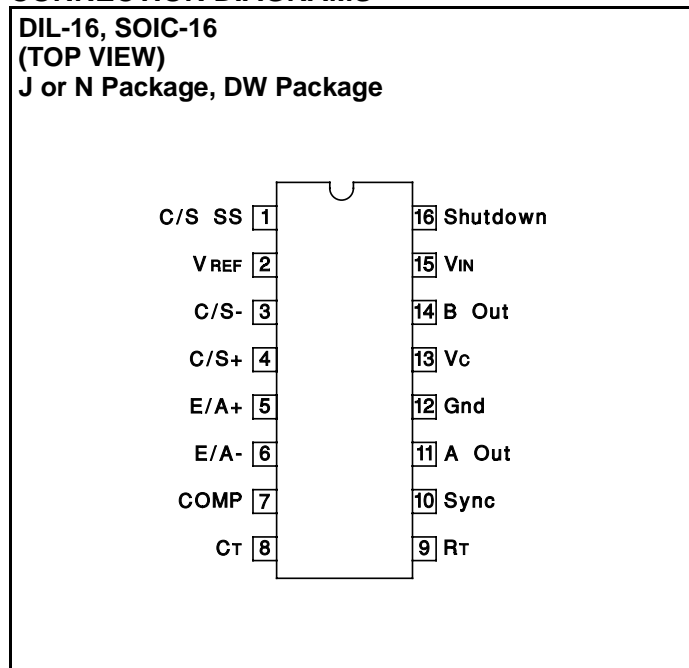 DIL-16, SOIC-16
(TOP VIEW)
J or N Package, DW Package
C/S SS 1
16 Shutdown
VREF 2
15 VIN
C/S- 3
14 B Out
C/S+ 4
13 Vc
E/A+ 5
12 Gnd
E/A- 6
11 A Out
COMP 7
10 Sync
CT 8
9 RT